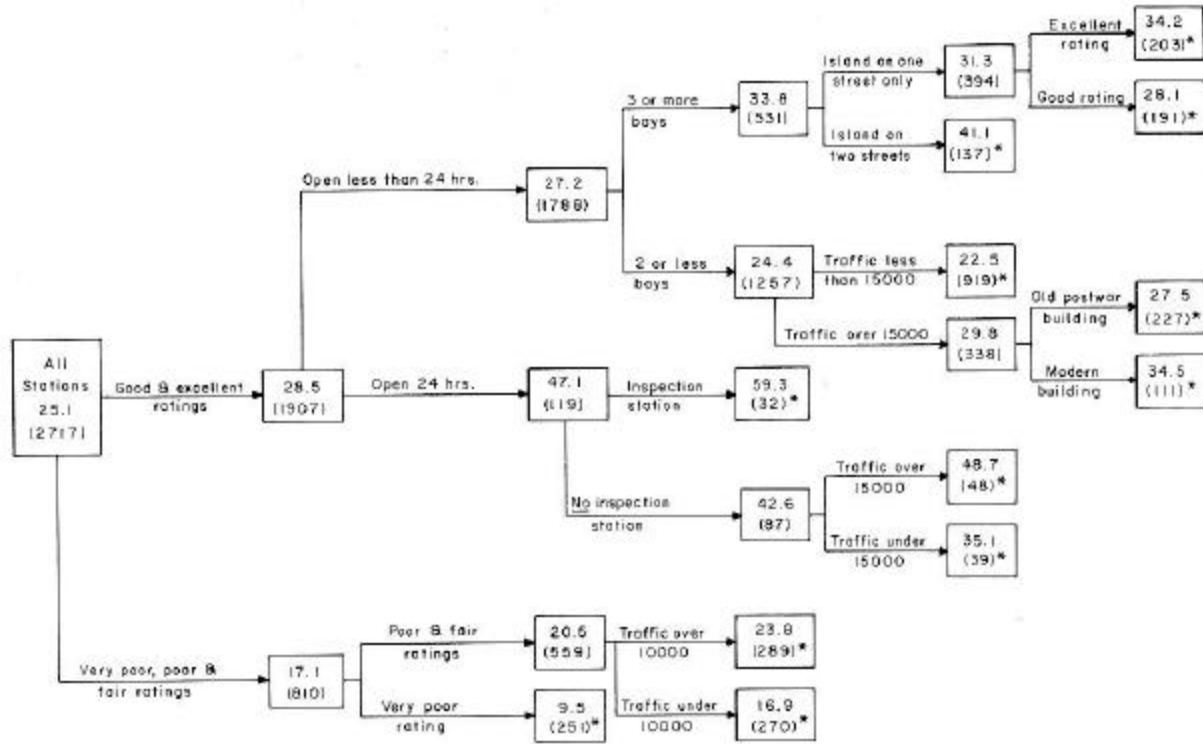 All
Stations
25.1
(2717)
Good & excellent
ratings
28.5
(1907)
Open less than 24 hrs.
27.2
(1788)
3 or more
bays
33.8
(531)
Island on one
street only
31.3
(394)
Excellent
rating
34.2
(203)*
Good rating
28.1
(191)*
Island on
two streets
41.1
(137)*
2 or less
bays
24.4
(1257)
Traffic less
than 15000
22.5
(919)*
Traffic over 15000
29.8
(338)
Old postwar
building
27.5
(227)*
Modern
building
34.5
(111)*
Open 24 hrs.
47.1
(119)
Inspection
station
59.3
(32)*
No inspection
station
42.6
(87)
Traffic over
15000
48.7
(48)*
Traffic under
15000
35.1
(39)*
Very poor, poor &
fair ratings
17.1
(810)
Poor & fair
ratings
20.5
(559)
Traffic over
10000
23.8
(289)*
Traffic under
10000
16.9
(270)*
Very poor
rating
9.5
(251)*